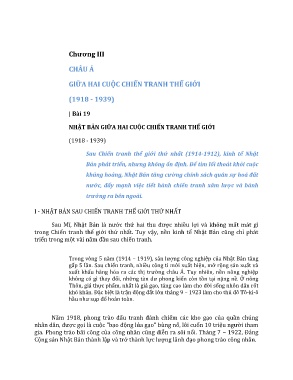 Chương III
CHÂU Á
GIỮA HAI CUỘC CHIẾN TRANH THẾ GIỚI
(1918 - 1939)
| Bài 19
NHẬT BẢN GIỮA HAI CUỘC CHIẾN TRANH THẾ GIỚI
(1918 - 1939)
Sau Chiến tranh thế giới thứ nhất (1914-1912), kinh tế Nhật
Bản phát triển, nhưng không ổn định. Để tìm lối thoát khỏi cuộc
khủng hoảng, Nhật Bản tăng cường chính sách quân sự hoá đất
nước, đẩy mạnh việc tiến hành chiến tranh xâm lược và bành
trướng ra bên ngoài.
I - NHẬT BẢN SAU CHIẾN TRANH THẾ GIỚI THỨ NHẤT
Sau Mĩ, Nhật Bản là nước thứ hai thu được nhiều lợi và không mất mát gì
trong Chiến tranh thế giới thứ nhất. Tuy vậy, nền kinh tế Nhật Bản cũng chỉ phát
triển trong một vài năm đầu sau chiến tranh.
Trong vòng 5 năm (1914 – 1919), sản lượng công nghiệp của Nhật Bản tăng
gấp 5 lần. Sau chiến tranh, nhiều công ti mới xuất hiện, mở rộng sản xuất và
xuất khẩu hàng hóa ra các thị trường châu Á. Tuy nhiên, nền nông nghiệp
không có gì thay đổi, những tàn dư phong kiến còn tồn tại nặng nề ở nông
Thôn, giá thực phẩm, nhất là giá gạo, tăng cao làm cho đời sống nhân dân rất
khó khăn. Đặc biệt là trận động đất lớn tháng 9 – 1923 làm cho thủ đô Tô-ki-ô
hầu như sụp đổ hoàn toàn.
Năm 1918, phong trào đấu tranh đánh chiếm các kho gạo của quần chúng
nhân dân, được gọi là cuộc "bạo động lúa gạo" bùng nổ, lôi cuốn 10 triệu người tham
gia. Phong trào bãi công của công nhân cũng diễn ra sôi nổi. Tháng 7 – 1922, Đảng
Cộng sản Nhật Bản thành lập và trở thành lực lượng lãnh đạo phong trào công nhân.